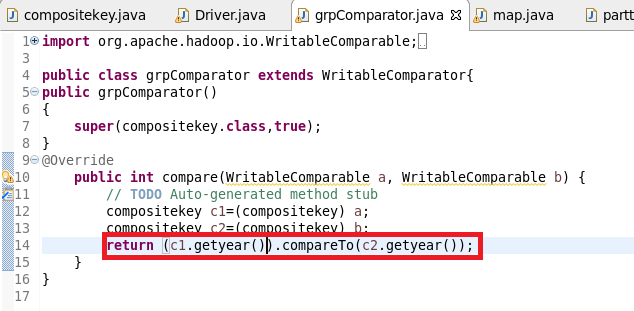 compositekey.java Driver.java grpComparator.java map.java partt
1 import org.apache.hadoop.io.WritableComparable;
3
4 public class grpComparator extends WritableComparator{
5 public grpComparator()
6 {
7 super(compositekey.class,true);
8 }
9 @Override
10 public int compare(WritableComparable a, WritableComparable b) {
11 // TODO Auto-generated method stub
12 compositekey c1=(compositekey) a;
13 compositekey c2=(compositekey) b;
14 return (c1.getyear()).compareTo(c2.getyear());
15 }
16 }
17